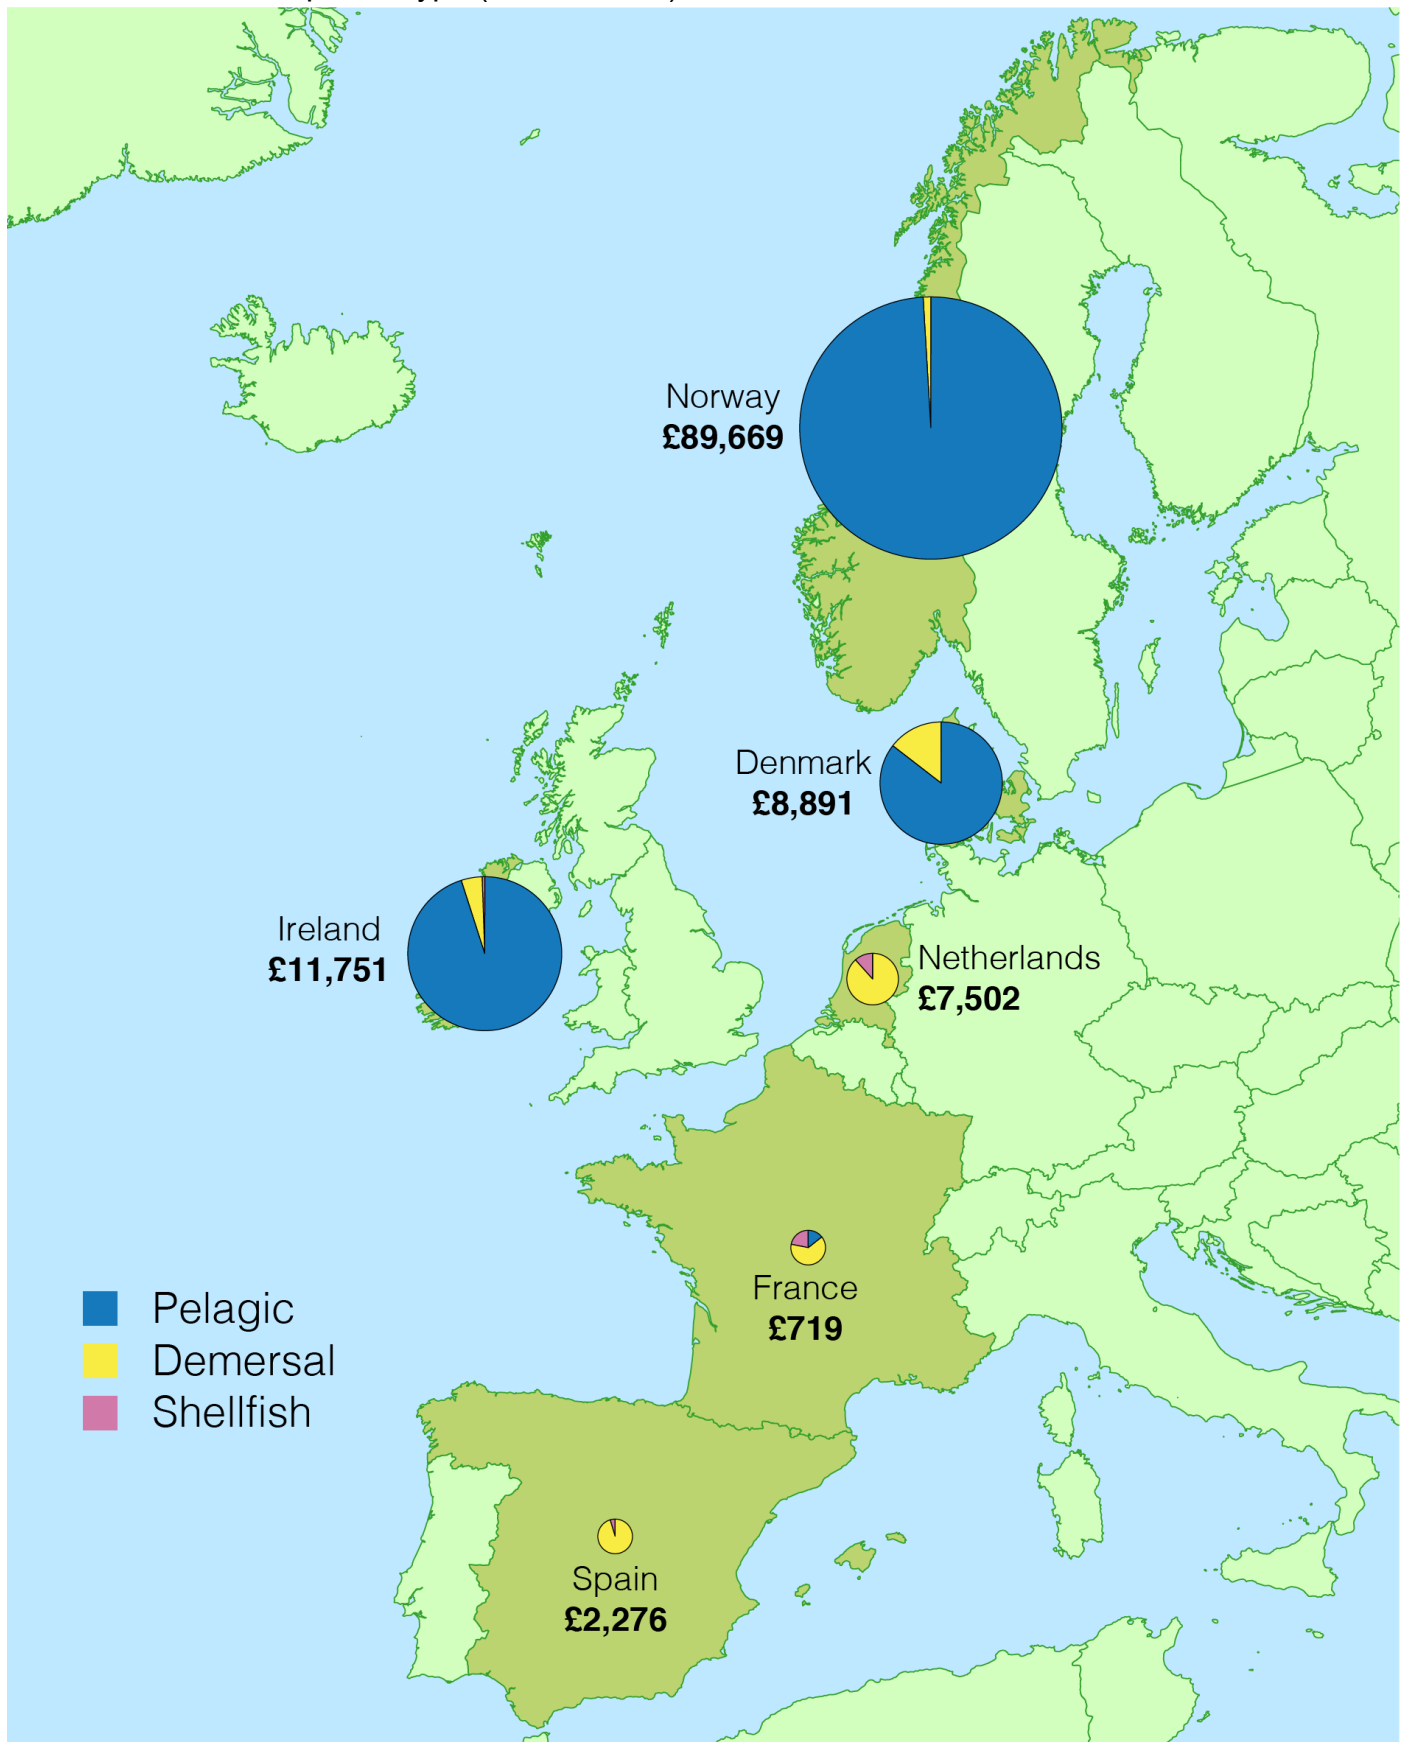 Norway
£89,669
Denmark
£8,891
Ireland
£11,751
Netherlands
£7,502
France
£719
Pelagic
Demersal
Shellfish
Spain
£2,276